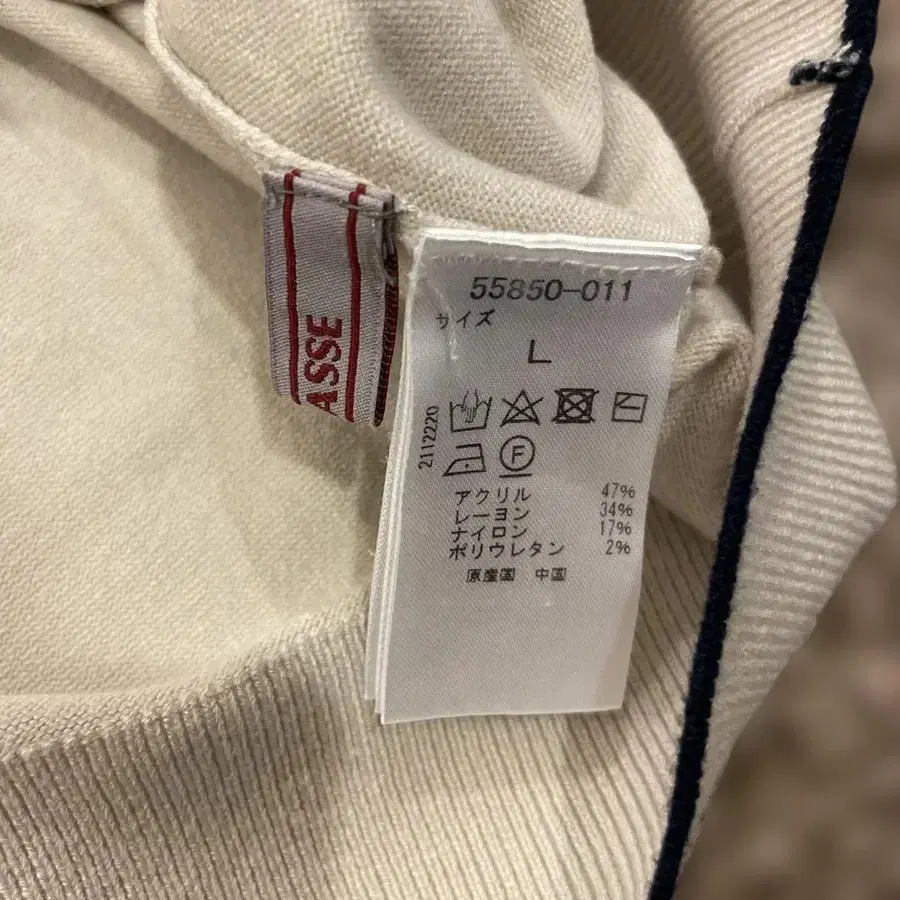 55850-011
サイズ
L
2112220
F
アクリル 47%
レーヨン 34%
ナイロン 17%
ポリウレタン 2%
原産国 中国
ASSE